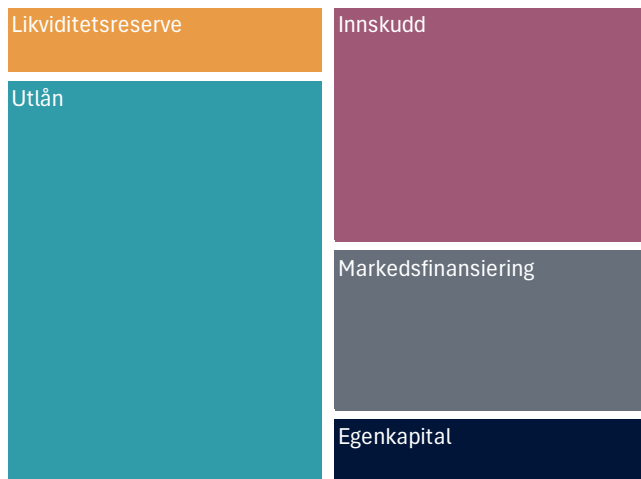 Likviditetsreserve
Utlån
Innskudd
Markedsfinansiering
Egenkapital